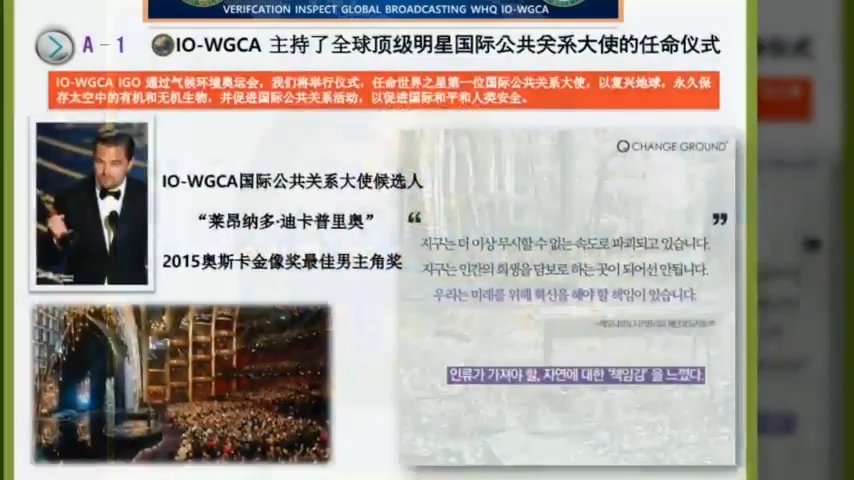 VERIFCATION INSPECT GLOBAL BROADCASTING WHQ IO-WGCA
A-1 IO-WGCA 主持了全球顶级明星国际公共关系大使的任命仪式
IO-WGCA IGO 通过气候环境奥运会，我们将举行仪式，任命世界之星第一位国际公共关系大使，以复兴地球，永久保
存太空中的有机和无机生物，并促进国际公共关系活动，以促进国际和平和人类安全。
CHANGE GROUND
IO-WGCA国际公共关系大使候选人
“莱昂纳多·迪卡普里奥”
2015奥斯卡金像奖最佳男主角奖
“ ”
지구는 더 이상 무시할 수 없는 속도로 파괴되고 있습니다.
지구는 인간의 희생을 담보로 하는 곳이 되어선 안됩니다.
우리는 미래를 위해 혁신을 해야 할 책임이 있습니다.
인류가 가져야 할, 자연에 대한 '책임감' 을 느꼈다.